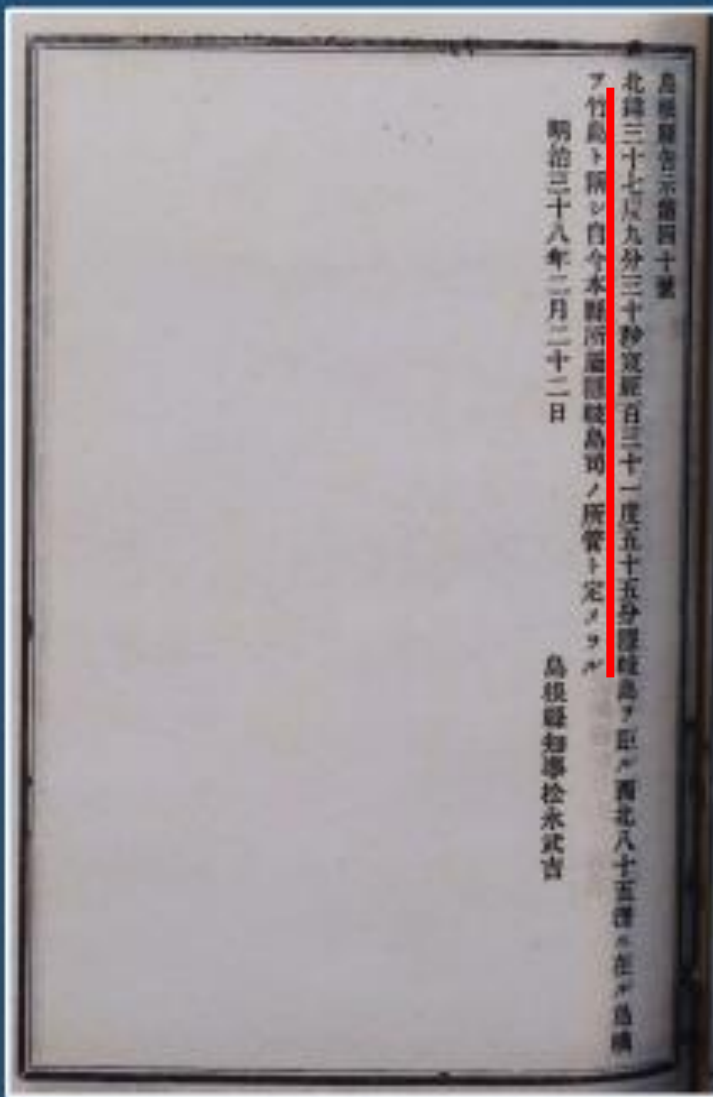 島根縣告示第四十號
北緯三十七度九分三十秒東經百三十一度五十五分隱岐島ヲ距ル西北八十五浬ニ在ル島嶼
ヲ竹島ト稱シ自今本縣所屬隱岐島司ノ所管ト定メラル
明治三十八年二月二十二日
島根縣知事松永武吉